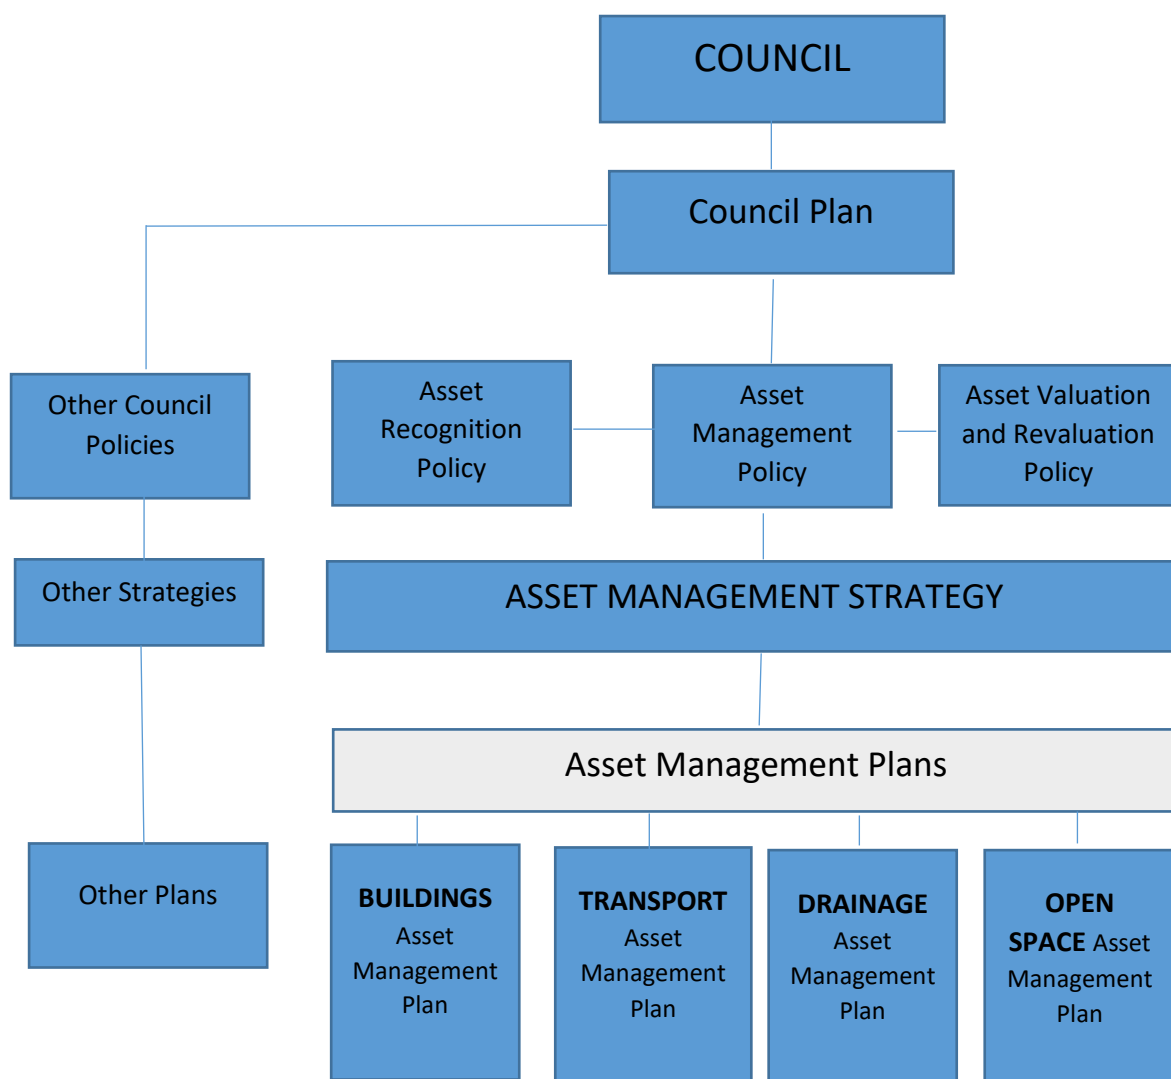 COUNCIL
Council Plan
Other Council
Policies
Asset
Recognition
Policy
Asset
Management
Policy
Asset Valuation
and Revaluation
Policy
Other Strategies
ASSET MANAGEMENT STRATEGY
Asset Management Plans
Other Plans
BUILDINGS
Asset
Management
Plan
TRANSPORT
Asset
Management
Plan
DRAINAGE
Asset
Management
Plan
OPEN
SPACE Asset
Management
Plan